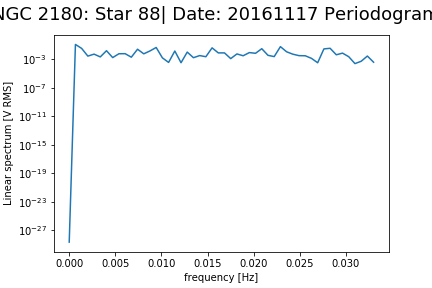 NGC 2180: Star 88| Date: 20161117 Periodogram
10⁻³
10⁻⁷
10⁻¹¹
10⁻¹⁵
10⁻¹⁹
10⁻²³
10⁻²⁷
Linear spectrum [V RMS]
0.000 0.005 0.010 0.015 0.020 0.025 0.030
frequency [Hz]